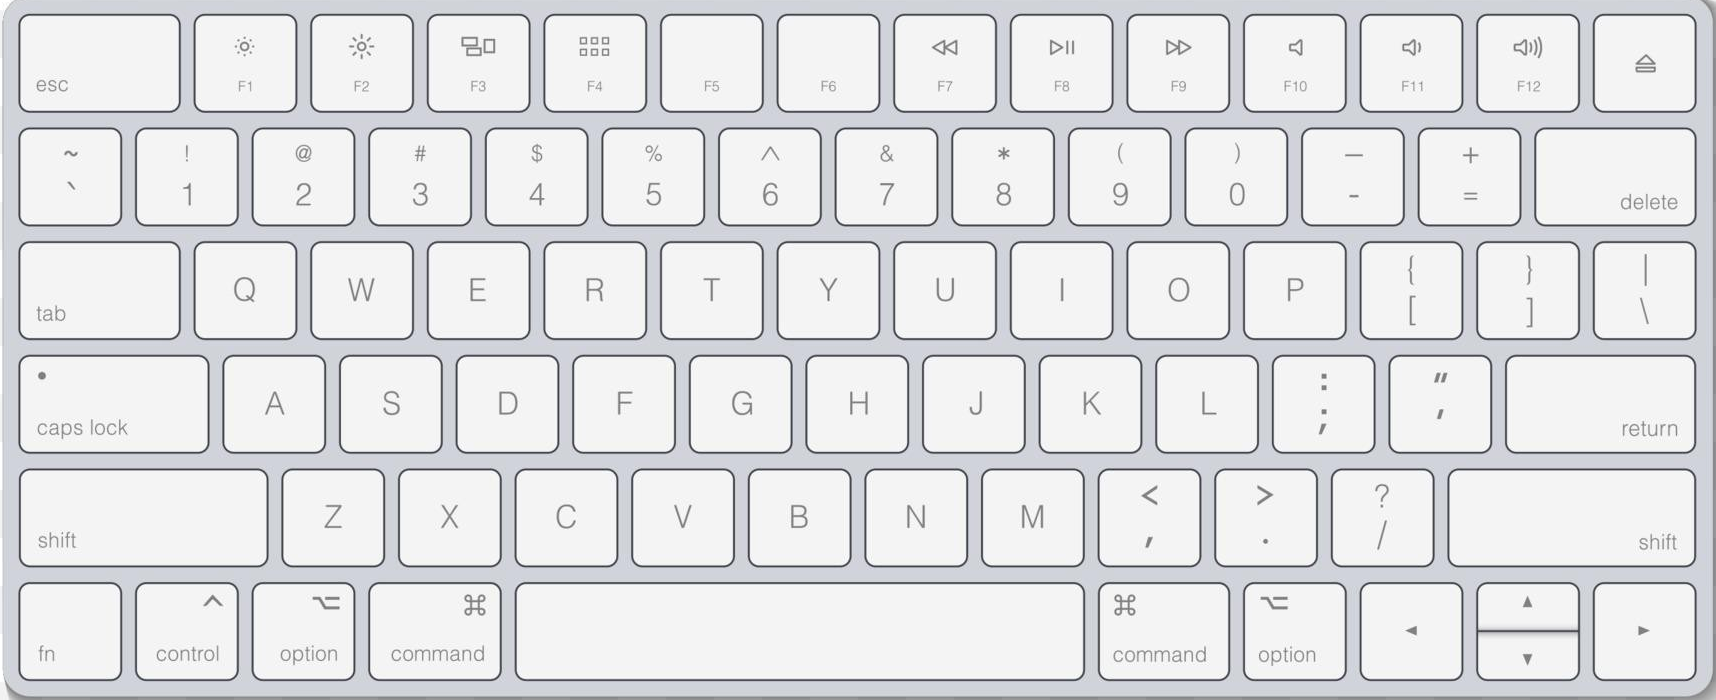 esc F1 F2 F3 F4 F5 F6 F7 F8 F9 F10 F11 F12
~ ! @ # $ % ^ & * ( ) — +
` 1 2 3 4 5 6 7 8 9 0 - = delete
tab Q W E R T Y U I O P { } |
[ ] \
caps lock A S D F G H J K L : "
; ' return
shift Z X C V B N M < > ?
, . / shift
fn control option command command option